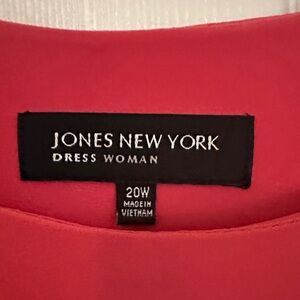 JONES NEW YORK
DRESS WOMAN
20W
MADE IN
VIETNAM